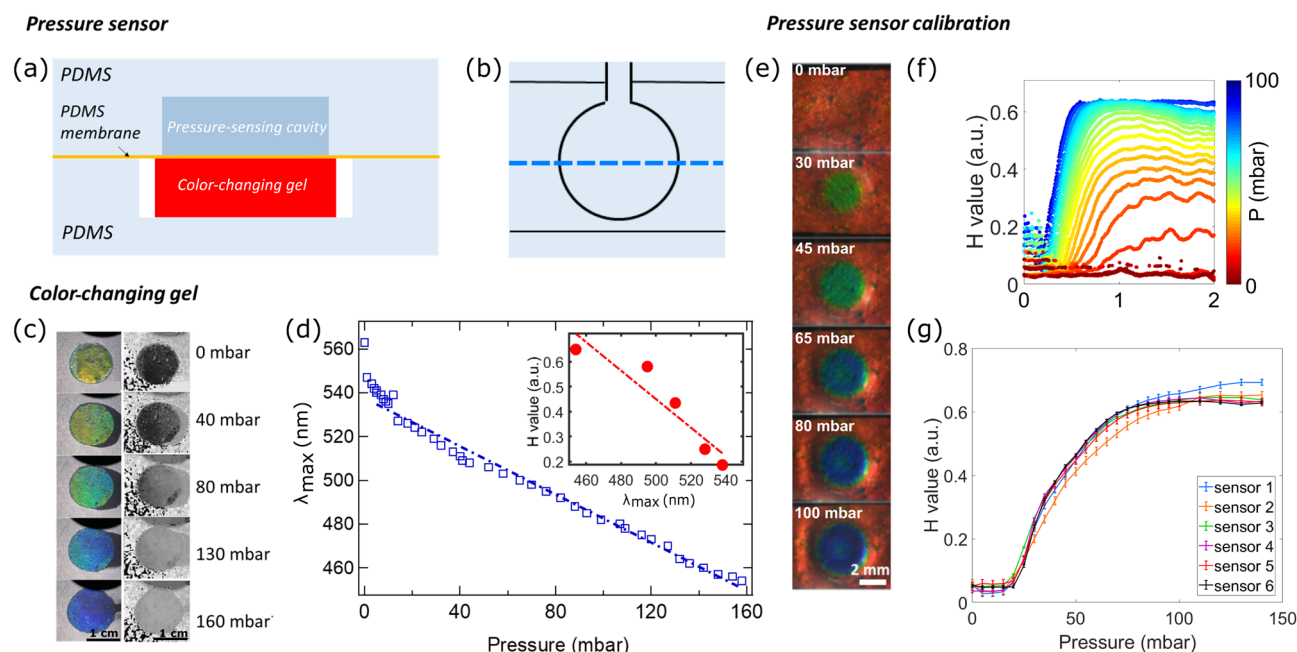 Pressure sensor
Pressure sensor calibration
(a)
PDMS
PDMS
membrane
Pressure-sensing cavity
Color-changing gel
PDMS
(b)
Color-changing gel
(c)
0 mbar
40 mbar
80 mbar
130 mbar
160 mbar
1 cm
1 cm
(d)
λmax (nm)
560
540
520
500
480
460
0
40
80
120
160
Pressure (mbar)
H value (a.u.)
0.6
0.5
0.4
0.3
0.2
460
480
500
520
540
λmax (nm)
(e)
0 mbar
30 mbar
45 mbar
65 mbar
80 mbar
100 mbar
2 mm
(f)
H value (a.u.)
0.6
0.4
0.2
0
0
1
2
100
P (mbar)
0
(g)
H value (a.u.)
0.8
0.6
0.4
0.2
0
0
50
100
150
Pressure (mbar)
sensor 1
sensor 2
sensor 3
sensor 4
sensor 5
sensor 6